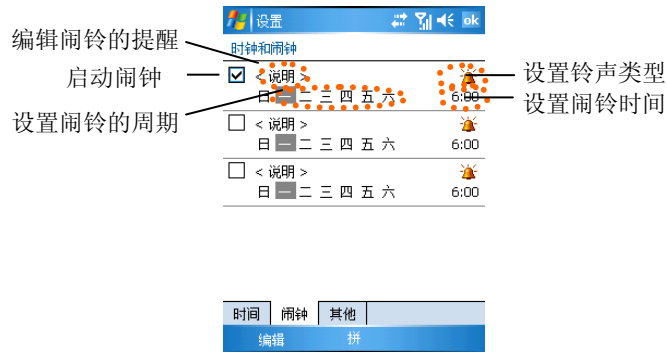 设置 ok
时钟和闹钟
编辑闹铃的提醒
启动闹钟
设置闹铃的周期
< 说明 >
日 一 二 三 四 五 六 6:00
设置铃声类型
设置闹铃时间
< 说明 >
日 一 二 三 四 五 六 6:00
< 说明 >
日 一 二 三 四 五 六 6:00
时间 闹钟 其他
编辑 拼